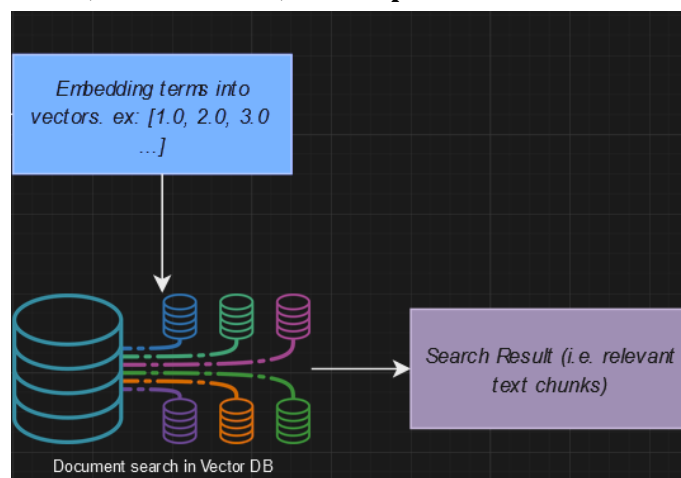 Embedding terms into
vectors. ex: [1.0, 2.0, 3.0
...]
Search Result (i.e. relevant
text chunks)
Document search in Vector DB